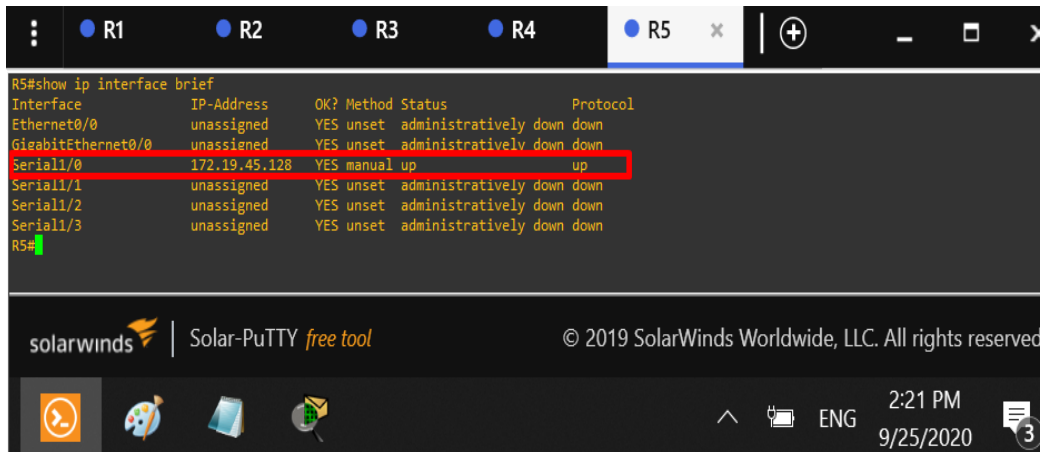 R1 R2 R3 R4 R5
R5#show ip interface brief
Interface IP-Address OK? Method Status Protocol
Ethernet0/0 unassigned YES unset administratively down down
GigabitEthernet0/0 unassigned YES unset administratively down down
Serial1/0 172.19.45.128 YES manual up up
Serial1/1 unassigned YES unset administratively down down
Serial1/2 unassigned YES unset administratively down down
Serial1/3 unassigned YES unset administratively down down
R5#
solarwinds Solar-PuTTY free tool © 2019 SolarWinds Worldwide, LLC. All rights reserved
ENG
2:21 PM
9/25/2020
3